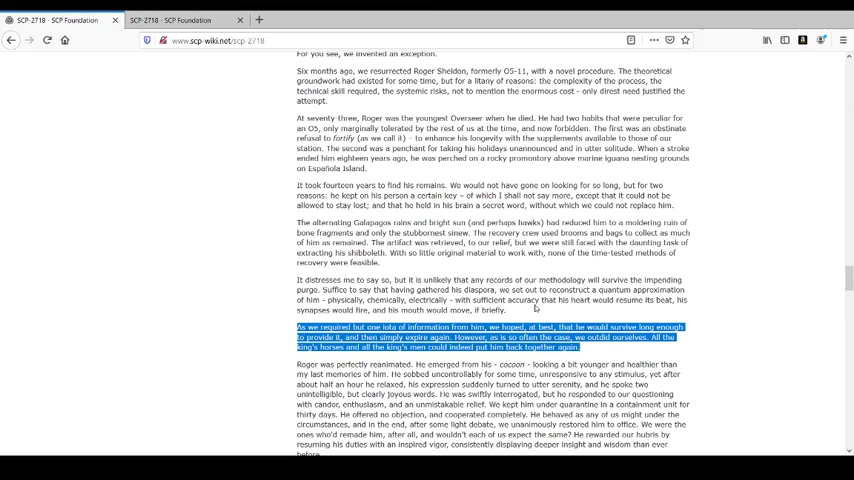 SCP-2718 - SCP Foundation
SCP-2718 - SCP Foundation
www.scp-wiki.net/scp-2718
For you see, we invented an exception.
Six months ago, we resurrected Roger Sheldon, formerly O5-11, with a novel procedure. The theoretical
groundwork had existed for some time, but for a litany of reasons: the complexity of the process, the
technical skill required, the systemic risks, not to mention the enormous cost - only direct need justified the
attempt.
At seventy-three, Roger was the youngest Overseer when he died. He had two habits that were peculiar for
an O5, only marginally tolerated by the rest of us at the time, and now forbidden. The first was an obstinate
refusal to fortify (as we call it) – to enhance his longevity with the supplements available to those of our
station. The second was a penchant for taking his holidays unannounced and in utter solitude. When a stroke
ended him eighteen years ago, he was perched on a rocky promontory above marine iguana nesting grounds
on Española Island.
It took fourteen years to find his remains. We would not have gone on looking for so long, but for two
reasons: he kept on his person a certain key – of which I shall not say more, except that it could not be
allowed to stay lost; and that he held in his brain a secret word, without which we could not replace him.
The alternating Galapagos rains and bright sun (and perhaps hawks) had reduced him to a moldering ruin of
bone fragments and only the stubbornest sinew. The recovery crew used brooms and bags to collect as much
of him as remained. The artifact was retrieved, to our relief, but we were still faced with the daunting task of
extracting his shibboleth. With so little original material to work with, none of the time-tested methods of
recovery were feasible.
It distresses me to say so, but it is unlikely that any records of our methodology will survive the impending
purge. Suffice to say that having gathered his diaspora, we set out to reconstruct a quantum approximation
of him - physically, chemically, electrically - with sufficient accuracy that his heart would resume its beat, his
synapses would fire, and his mouth would move, if briefly.
As we required but one iota of information from him, we hoped, at best, that he would survive long enough
to provide it, and then simply expire again. However, as is so often the case, we outdid ourselves. All the
king's horses and all the king's men could indeed put him back together again.
Roger was perfectly reanimated. He emerged from his - cocoon - looking a bit younger and healthier than
my last memories of him. He sobbed uncontrollably for some time, unresponsive to any stimulus, yet after
about half an hour he relaxed, his expression suddenly turned to utter serenity, and he spoke two
unintelligible, but clearly joyous words. He was swiftly interrogated, but he responded to our questioning
with candor, enthusiasm, and an unmistakable relief. We kept him under quarantine in a containment unit for
thirty days. He offered no objection, and cooperated completely. He behaved as any of us might under the
circumstances, and in the end, after some light debate, we unanimously restored him to office. We were the
ones who'd remade him, after all, and wouldn't each of us expect the same? He rewarded our hubris by
resuming his duties with an inspired vigor, consistently displaying deeper insight and wisdom than ever
before.